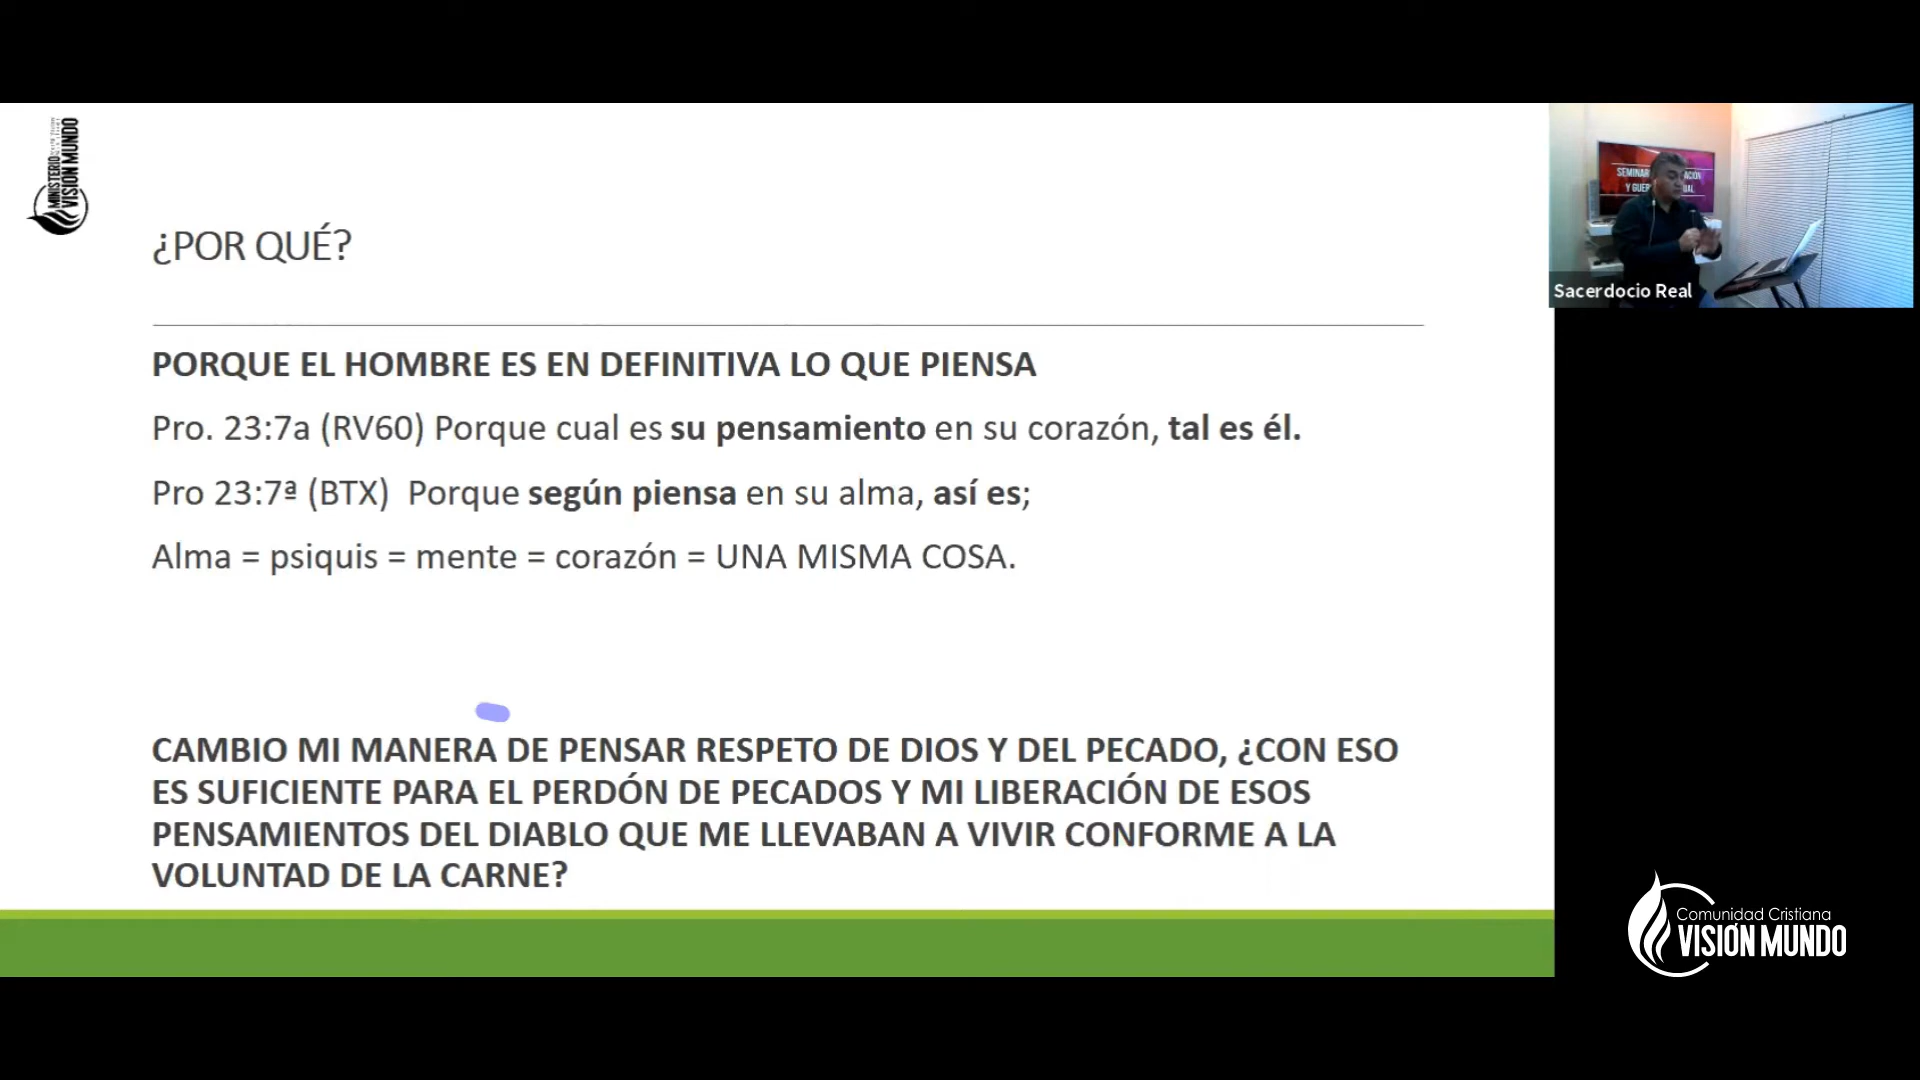 MINISTERIO
VISIÓN MUNDO
¿POR QUÉ?
PORQUE EL HOMBRE ES EN DEFINITIVA LO QUE PIENSA
Pro. 23:7a (RV60) Porque cual es su pensamiento en su corazón, tal es él.
Pro 23:7ª (BTX)  Porque según piensa en su alma, así es;
Alma = psiquis = mente = corazón = UNA MISMA COSA.
CAMBIO MI MANERA DE PENSAR RESPETO DE DIOS Y DEL PECADO, ¿CON ESO
ES SUFICIENTE PARA EL PERDÓN DE PECADOS Y MI LIBERACIÓN DE ESOS
PENSAMIENTOS DEL DIABLO QUE ME LLEVABAN A VIVIR CONFORME A LA
VOLUNTAD DE LA CARNE?
SEMINAR
Y GUER
Sacerdocio Real
Comunidad Cristiana
VISIÓN MUNDO